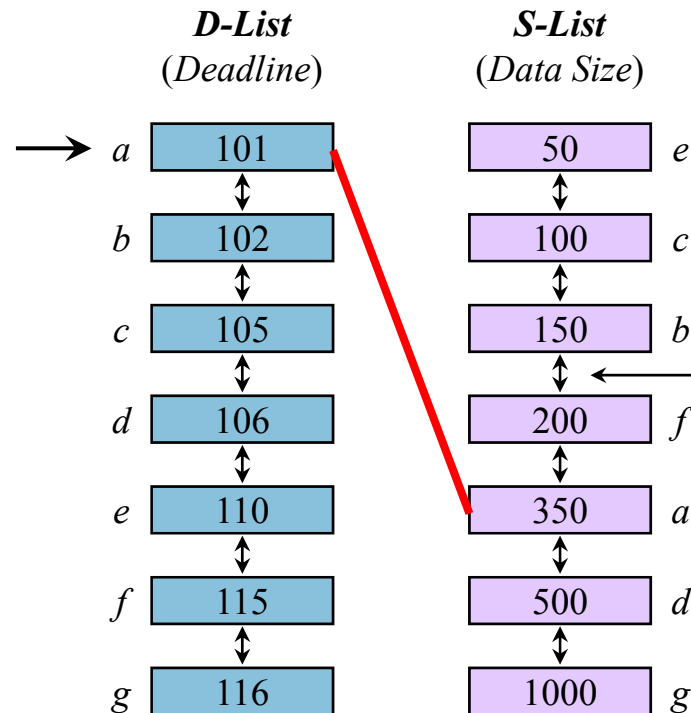 D-List S-List
(Deadline) (Data Size)
a 101 50 e
b 102 100 c
c 105 150 b
d 106 200 f
e 110 350 a
f 115 500 d
g 116 1000 g